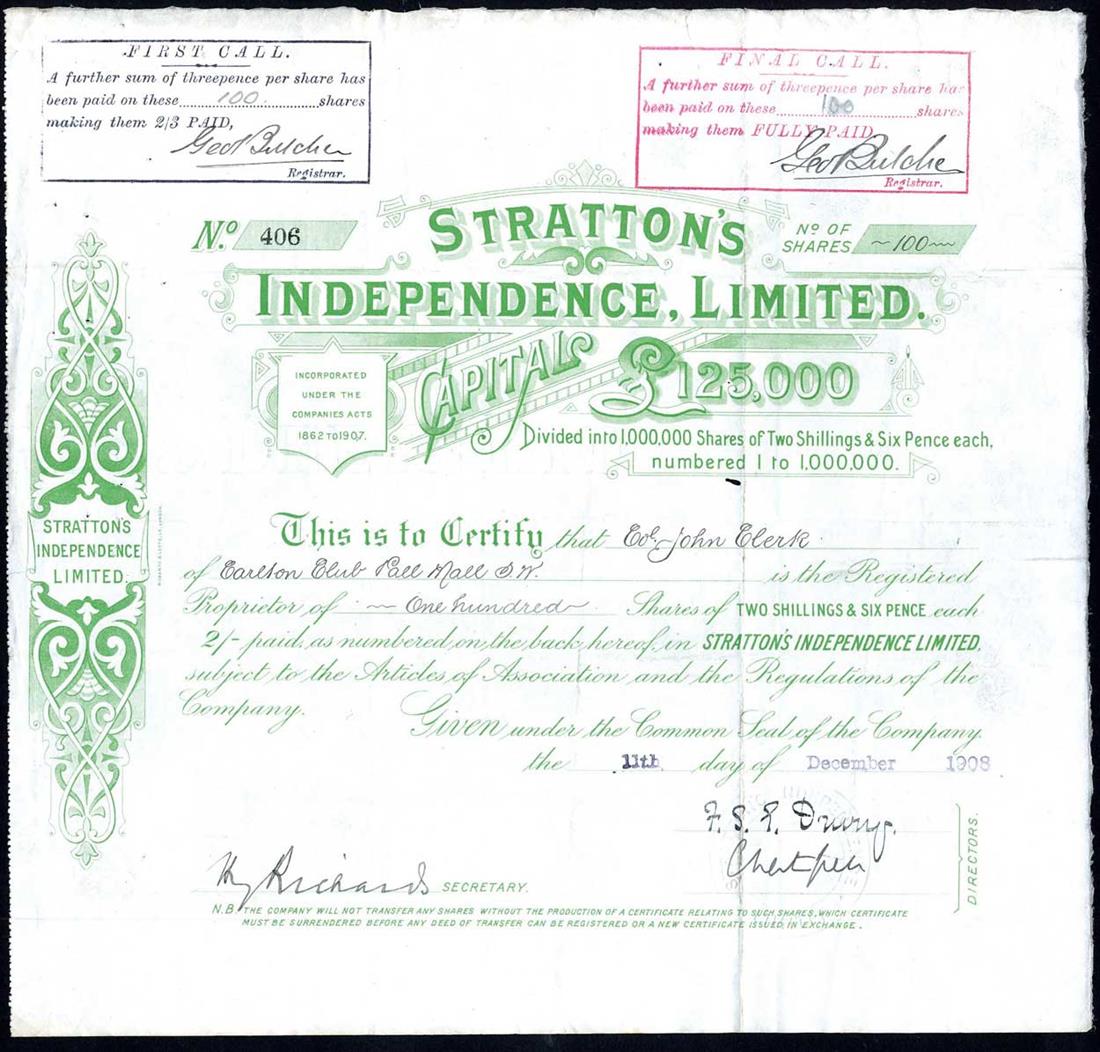 FIRST CALL.
A further sum of threepence per share has
been paid on these 100 shares
making them 2/3 PAID,
Geo Butcher
Registrar.
FINAL CALL.
A further sum of threepence per share has
been paid on these 100 shares
making them FULLY PAID
Geo Butcher
Registrar.
No. 406
STRATTON'S
No OF SHARES ~100~
INDEPENDENCE, LIMITED.
INCORPORATED
UNDER THE
COMPANIES ACTS
1862 TO 1907.
CAPITAL £125,000
Divided into 1,000,000 Shares of Two Shillings & Six Pence each,
numbered 1 to 1,000,000.
STRATTON'S
INDEPENDENCE
LIMITED.
This is to Certify that Col. John Clerk
of Carlton Club Pall Mall S.W. is the Registered
Proprietor of ~ One hundred ~ Shares of TWO SHILLINGS & SIX PENCE each
2/- paid, as numbered on the back hereof, in STRATTON'S INDEPENDENCE LIMITED,
subject to the Articles of Association and the Regulations of the
Company. Given under the Common Seal of the Company
the 11th day of December 1908
DIRECTORS.
Hy Richards SECRETARY.
N.B. THE COMPANY WILL NOT TRANSFER ANY SHARES WITHOUT THE PRODUCTION OF A CERTIFICATE RELATING TO SUCH SHARES, WHICH CERTIFICATE
MUST BE SURRENDERED BEFORE ANY DEED OF TRANSFER CAN BE REGISTERED OR A NEW CERTIFICATE ISSUED IN EXCHANGE.